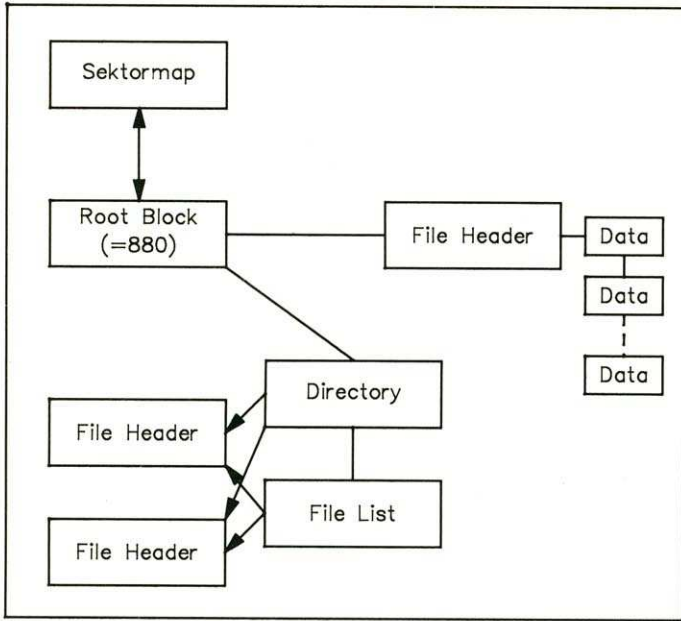 Sektormap
Root Block
(=880)
File Header
Data
Data
Data
Directory
File Header
File List
File Header